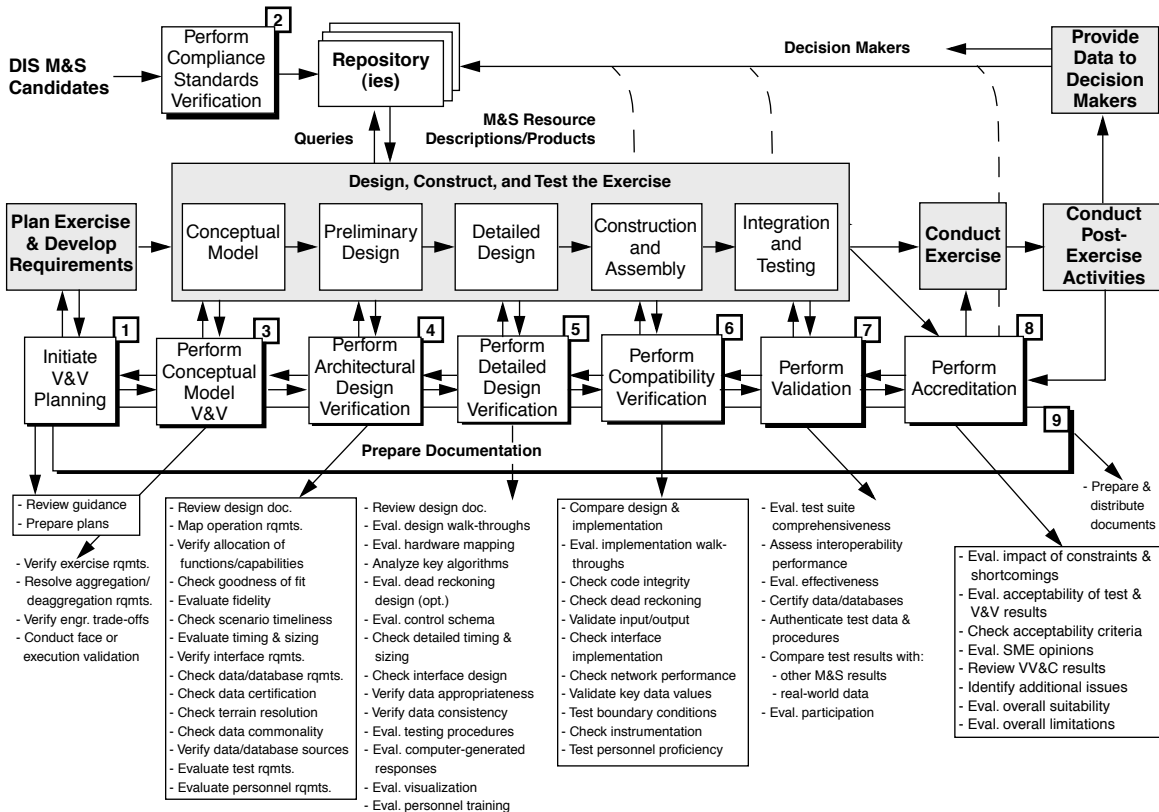 2
Perform
Compliance
Standards
Verification
DIS M&S
Candidates
Repository
(ies)
Decision Makers
Provide
Data to
Decision
Makers
Queries
M&S Resource
Descriptions/Products
Design, Construct, and Test the Exercise
Plan Exercise
& Develop
Requirements
Conceptual
Model
Preliminary
Design
Detailed
Design
Construction
and
Assembly
Integration
and
Testing
Conduct
Exercise
Conduct
Post-
Exercise
Activities
1
Initiate
V&V
Planning
3
Perform
Conceptual
Model
V&V
4
Perform
Architectural
Design
Verification
5
Perform
Detailed
Design
Verification
6
Perform
Compatibility
Verification
7
Perform
Validation
8
Perform
Accreditation
9
Prepare Documentation
- Review guidance
- Prepare plans
- Verify exercise rqmts.
- Resolve aggregation/
deaggregation rqmts.
- Verify engr. trade-offs
- Conduct face or
execution validation
- Review design doc.
- Map operation rqmts.
- Verify allocation of
functions/capabilities
- Check goodness of fit
- Evaluate fidelity
- Check scenario timeliness
- Evaluate timing & sizing
- Verify interface rqmts.
- Check data/database rqmts.
- Check data certification
- Check terrain resolution
- Check data commonality
- Verify data/database sources
- Evaluate test rqmts.
- Evaluate personnel rqmts.
- Review design doc.
- Eval. design walk-throughs
- Eval. hardware mapping
- Analyze key algorithms
- Eval. dead reckoning
design (opt.)
- Eval. control schema
- Check detailed timing &
sizing
- Check interface design
- Verify data appropriateness
- Verify data consistency
- Eval. testing procedures
- Eval. computer-generated
responses
- Eval. visualization
- Eval. personnel training
- Compare design &
implementation
- Eval. implementation walk-
throughs
- Check code integrity
- Check dead reckoning
- Validate input/output
- Check interface
implementation
- Check network performance
- Validate key data values
- Test boundary conditions
- Check instrumentation
- Test personnel proficiency
- Eval. test suite
comprehensiveness
- Assess interoperability
performance
- Eval. effectiveness
- Certify data/databases
- Authenticate test data &
procedures
- Compare test results with:
- other M&S results
- real-world data
- Eval. participation
- Prepare &
distribute
documents
- Eval. impact of constraints &
shortcomings
- Eval. acceptability of test &
V&V results
- Check acceptability criteria
- Eval. SME opinions
- Review VV&C results
- Identify additional issues
- Eval. overall suitability
- Eval. overall limitations